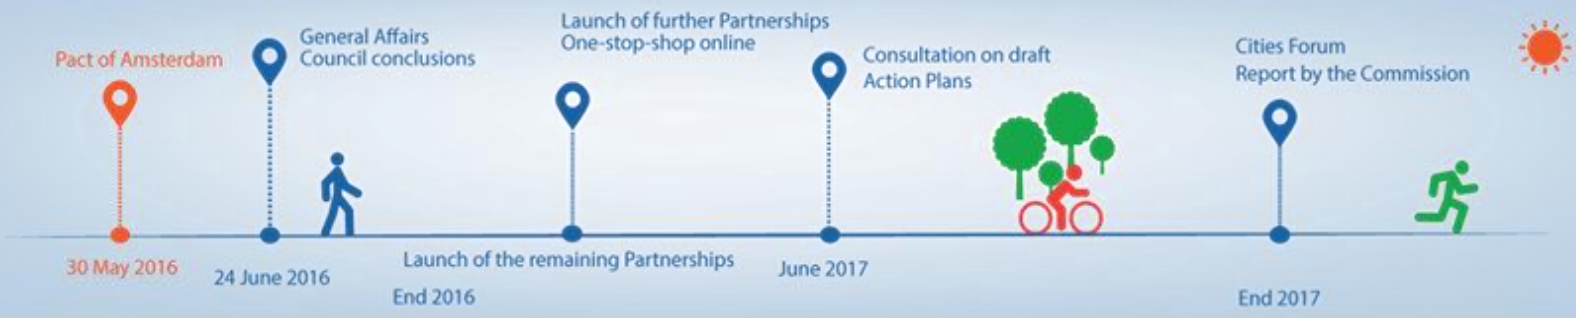 Pact of Amsterdam
30 May 2016
General Affairs
Council conclusions
24 June 2016
Launch of further Partnerships
One-stop-shop online
Launch of the remaining Partnerships
End 2016
Consultation on draft
Action Plans
June 2017
Cities Forum
Report by the Commission
End 2017